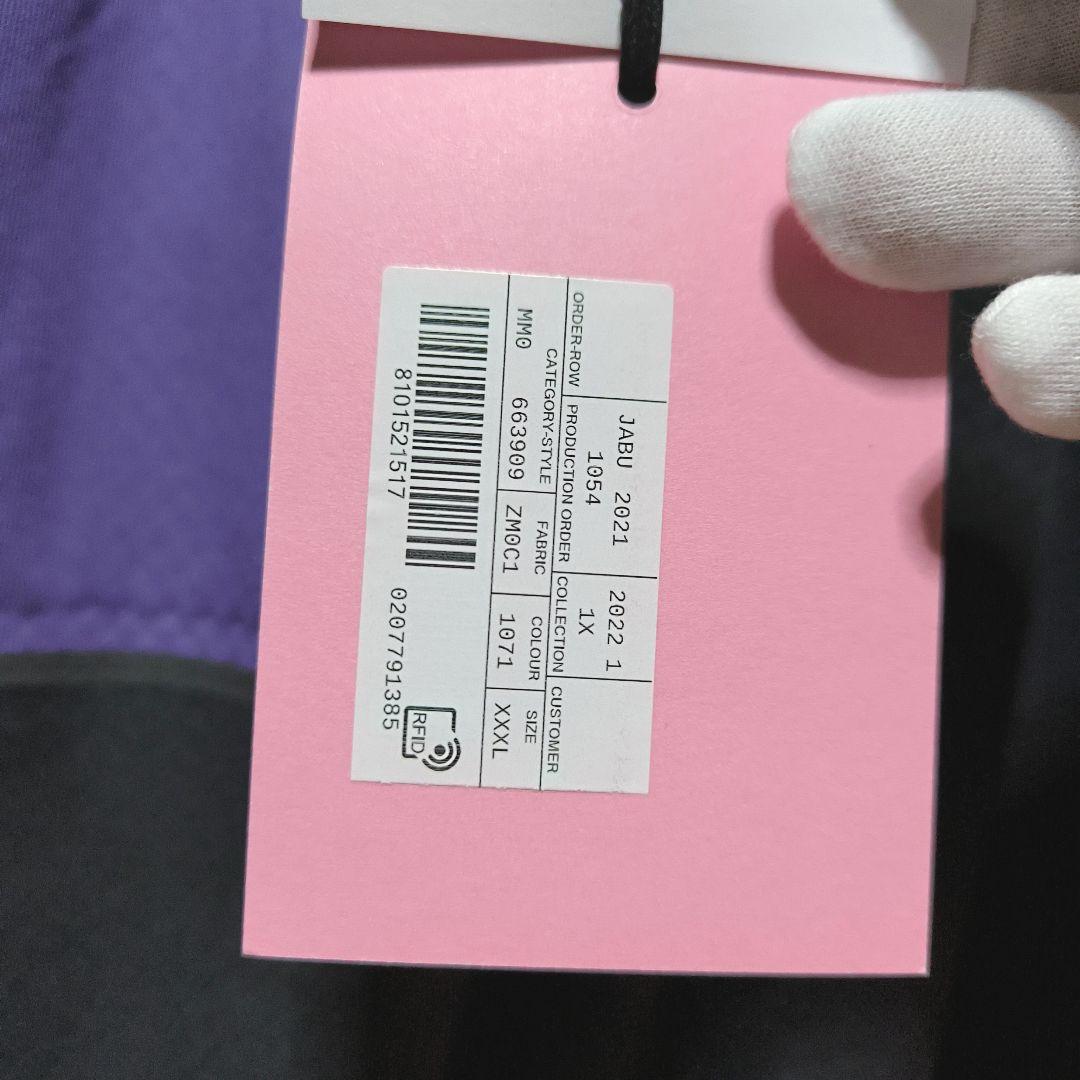 JABU 2021 2022 1
1054 1X
ORDER-ROW PRODUCTION ORDER COLLECTION CUSTOMER
CATEGORY-STYLE FABRIC COLOUR SIZE
MM0 663909 ZM0C1 1071 XXXL
RFID
8101521517 0207791385